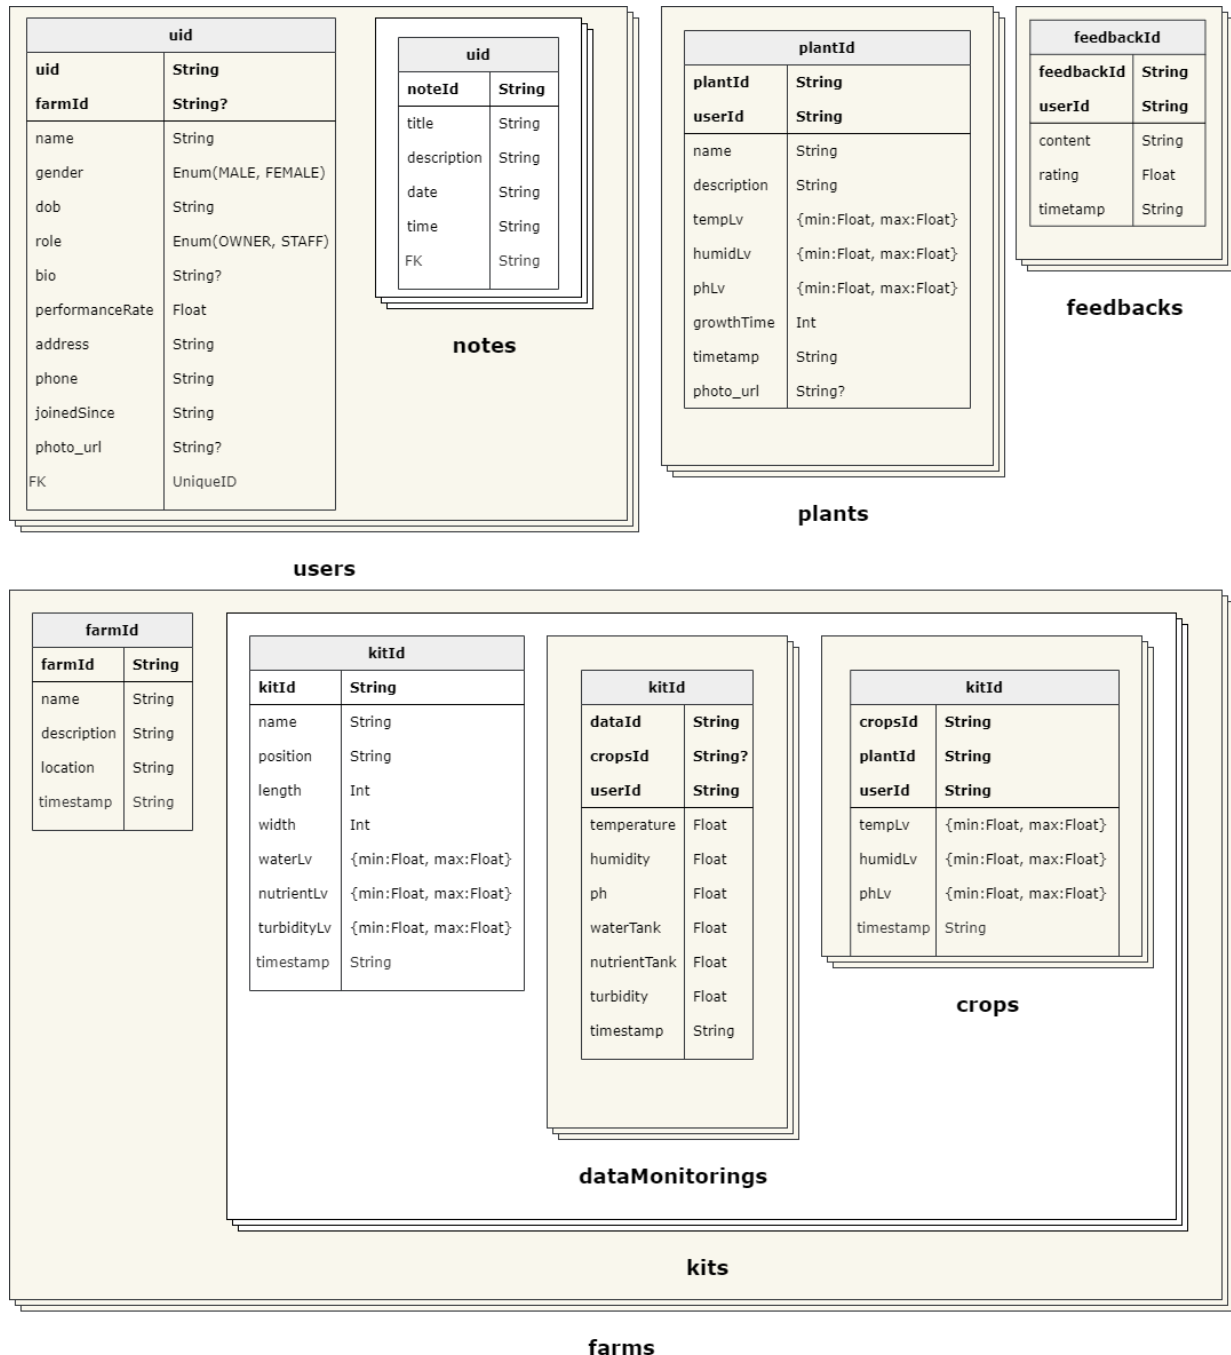 uid
uid String
farmId String?
name String
gender Enum(MALE, FEMALE)
dob String
role Enum(OWNER, STAFF)
bio String?
performanceRate Float
address String
phone String
joinedSince String
photo_url String?
FK UniqueID
uid
noteId String
title String
description String
date String
time String
FK String
notes
users
plantId
plantId String
userId String
name String
description String
tempLv {min:Float, max:Float}
humidLv {min:Float, max:Float}
phLv {min:Float, max:Float}
growthTime Int
timetamp String
photo_url String?
plants
feedbackId
feedbackId String
userId String
content String
rating Float
timetamp String
feedbacks
farmId
farmId String
name String
description String
location String
timestamp String
kitId
kitId String
name String
position String
length Int
width Int
waterLv {min:Float, max:Float}
nutrientLv {min:Float, max:Float}
turbidityLv {min:Float, max:Float}
timestamp String
kitId
dataId String
cropsId String?
userId String
temperature Float
humidity Float
ph Float
waterTank Float
nutrientTank Float
turbidity Float
timestamp String
dataMonitorings
kitId
cropsId String
plantId String
userId String
tempLv {min:Float, max:Float}
humidLv {min:Float, max:Float}
phLv {min:Float, max:Float}
timestamp String
crops
kits
farms